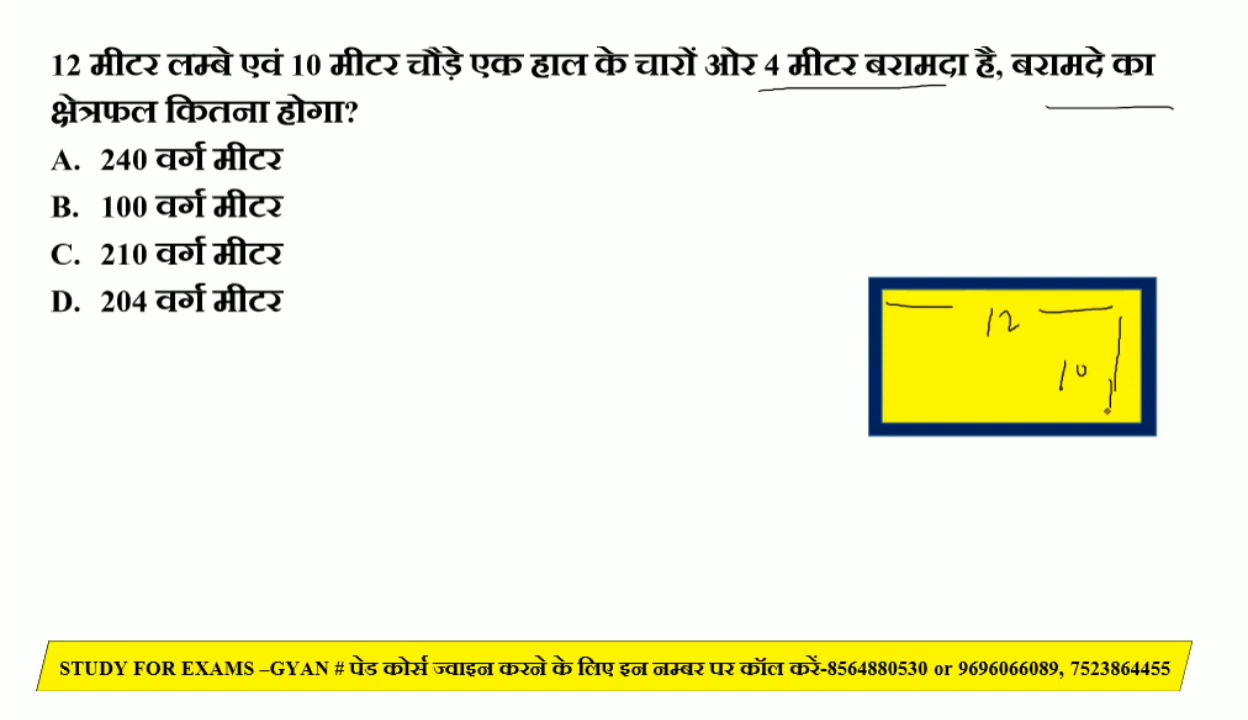 12 मीटर लम्बे एवं 10 मीटर चौड़े एक हाल के चारों ओर 4 मीटर बरामदा है, बरामदे का
क्षेत्रफल कितना होगा?
A. 240 वर्ग मीटर
B. 100 वर्ग मीटर
C. 210 वर्ग मीटर
D. 204 वर्ग मीटर
12
10
STUDY FOR EXAMS –GYAN # पेड कोर्स ज्वाइन करने के लिए इन नम्बर पर कॉल करें-8564880530 or 9696066089, 7523864455